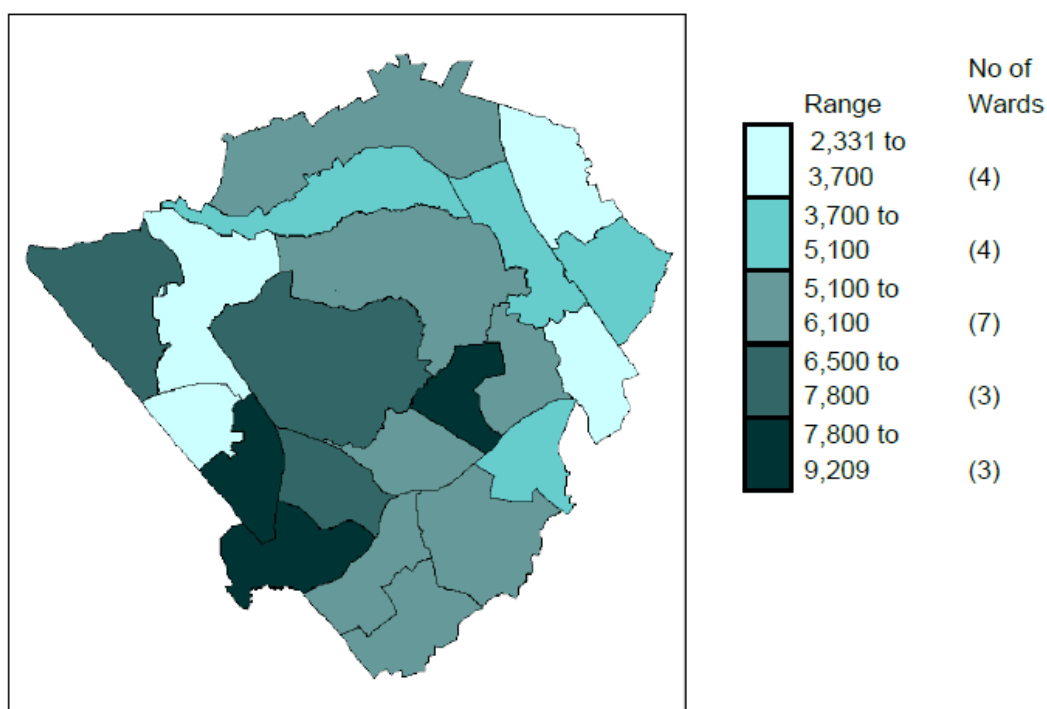 No of
Range Wards
2,331 to
3,700 (4)
3,700 to
5,100 (4)
5,100 to
6,100 (7)
6,500 to
7,800 (3)
7,800 to
9,209 (3)